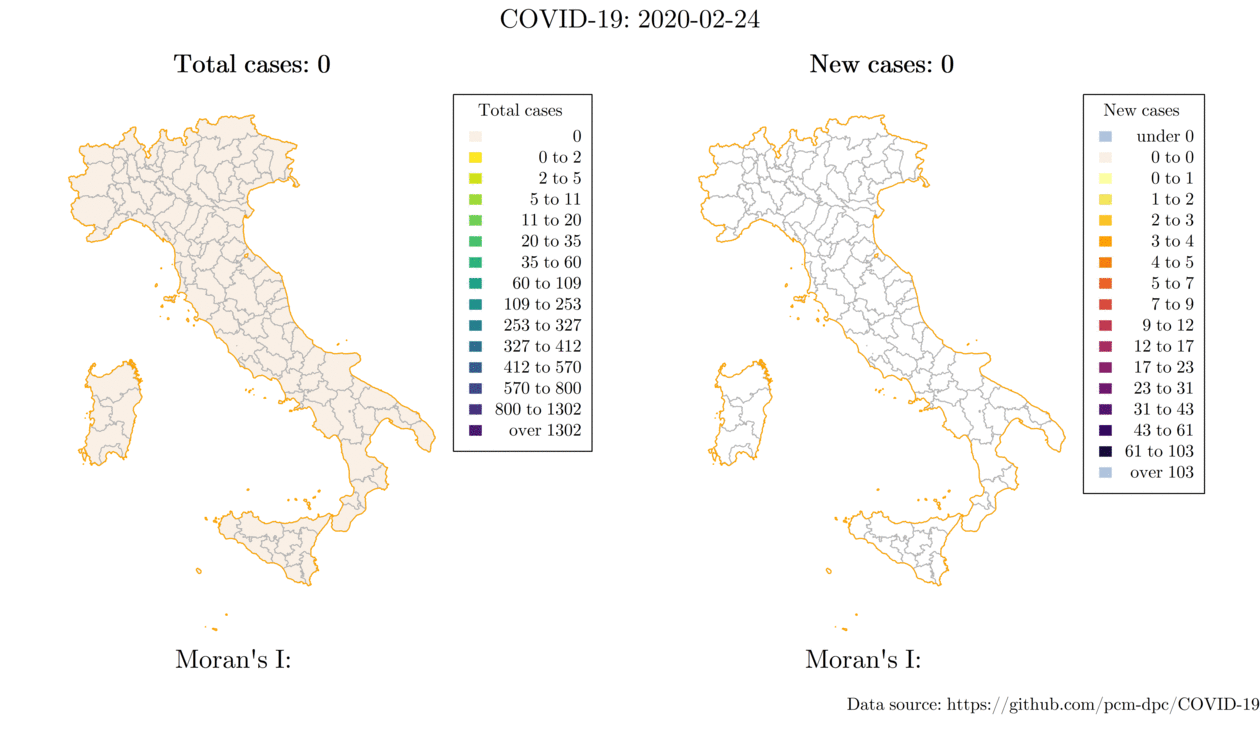 COVID-19: 2020-02-24
Total cases: 0
Total cases
0
0 to 2
2 to 5
5 to 11
11 to 20
20 to 35
35 to 60
60 to 109
109 to 253
253 to 327
327 to 412
412 to 570
570 to 800
800 to 1302
over 1302
Moran's I:
New cases: 0
New cases
under 0
0 to 0
0 to 1
1 to 2
2 to 3
3 to 4
4 to 5
5 to 7
7 to 9
9 to 12
12 to 17
17 to 23
23 to 31
31 to 43
43 to 61
61 to 103
over 103
Moran's I:
Data source: https://github.com/pcm-dpc/COVID-19